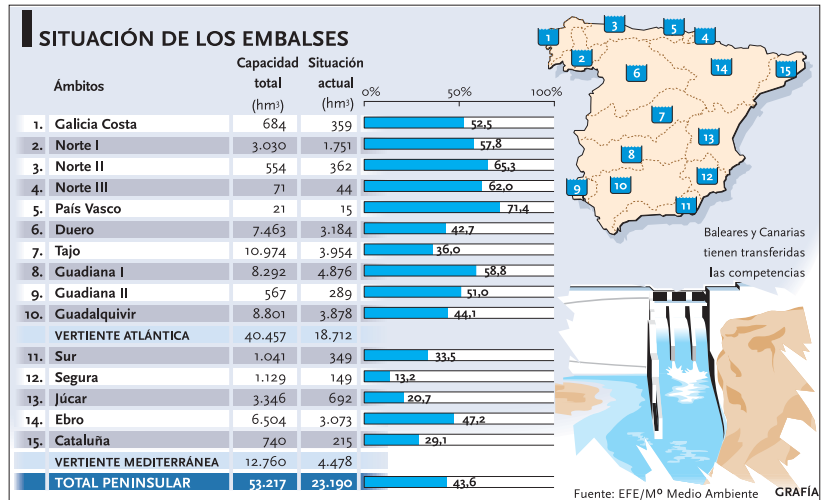 SITUACIÓN DE LOS EMBALSES
Ámbitos
Capacidad total (hm³)
Situación actual (hm³)
0% 50% 100%
1. Galicia Costa 684 359 52,5
2. Norte I 3.030 1.751 57,8
3. Norte II 554 362 65,3
4. Norte III 71 44 62,0
5. País Vasco 21 15 71,4
6. Duero 7.463 3.184 42,7
7. Tajo 10.974 3.954 36,0
8. Guadiana I 8.292 4.876 58,8
9. Guadiana II 567 289 51,0
10. Guadalquivir 8.801 3.878 44,1
VERTIENTE ATLÁNTICA 40.457 18.712
11. Sur 1.041 349 33,5
12. Segura 1.129 149 13,2
13. Júcar 3.346 692 20,7
14. Ebro 6.504 3.073 47,2
15. Cataluña 740 215 29,1
VERTIENTE MEDITERRÁNEA 12.760 4.478
TOTAL PENINSULAR 53.217 23.190 43,6
1
3
5
4
2
6
14
15
7
13
8
12
9
10
11
Baleares y Canarias
tienen transferidas
las competencias
Fuente: EFE/Mº Medio Ambiente GRAFÍA